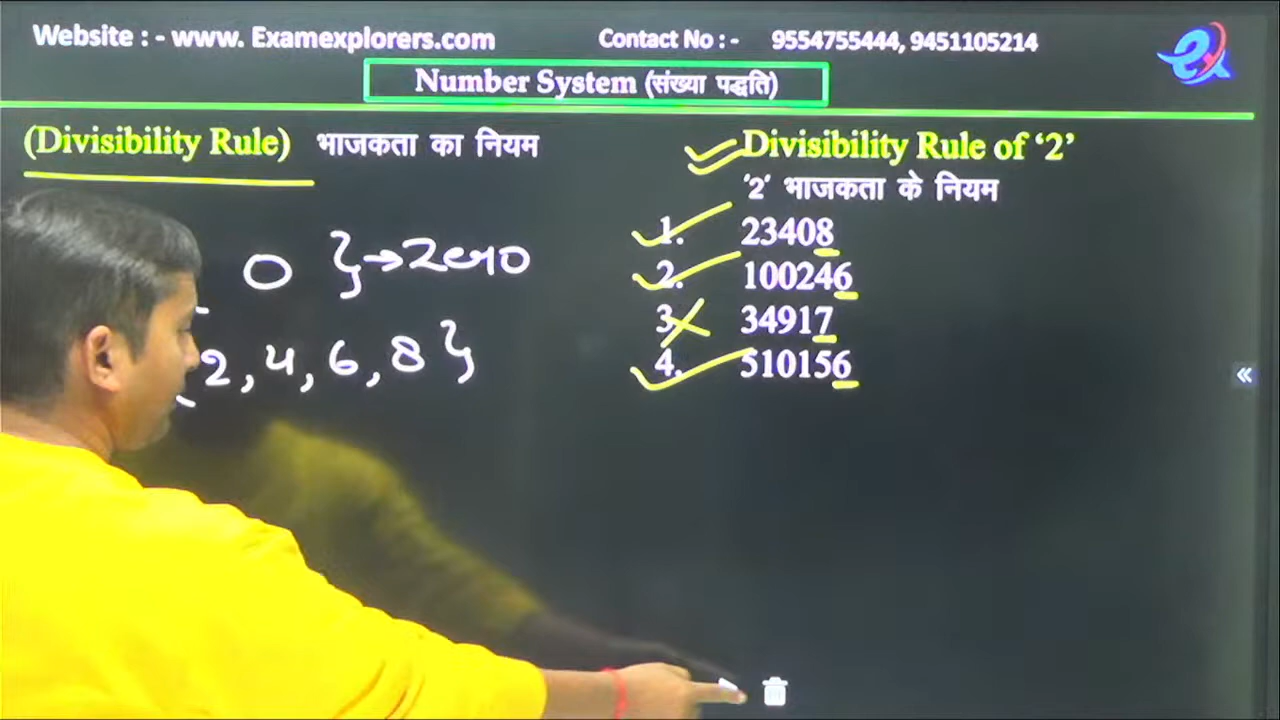 Website : - www. Examexplorers.com
Contact No : - 9554755444, 9451105214
Number System (संख्या पद्धति)
(Divisibility Rule) भाजकता का नियम
0 } → Zero
2, 4, 6, 8 }
Divisibility Rule of ‘2’
‘2’ भाजकता के नियम
1. 23408
2. 100246
3. 34917
4. 510156